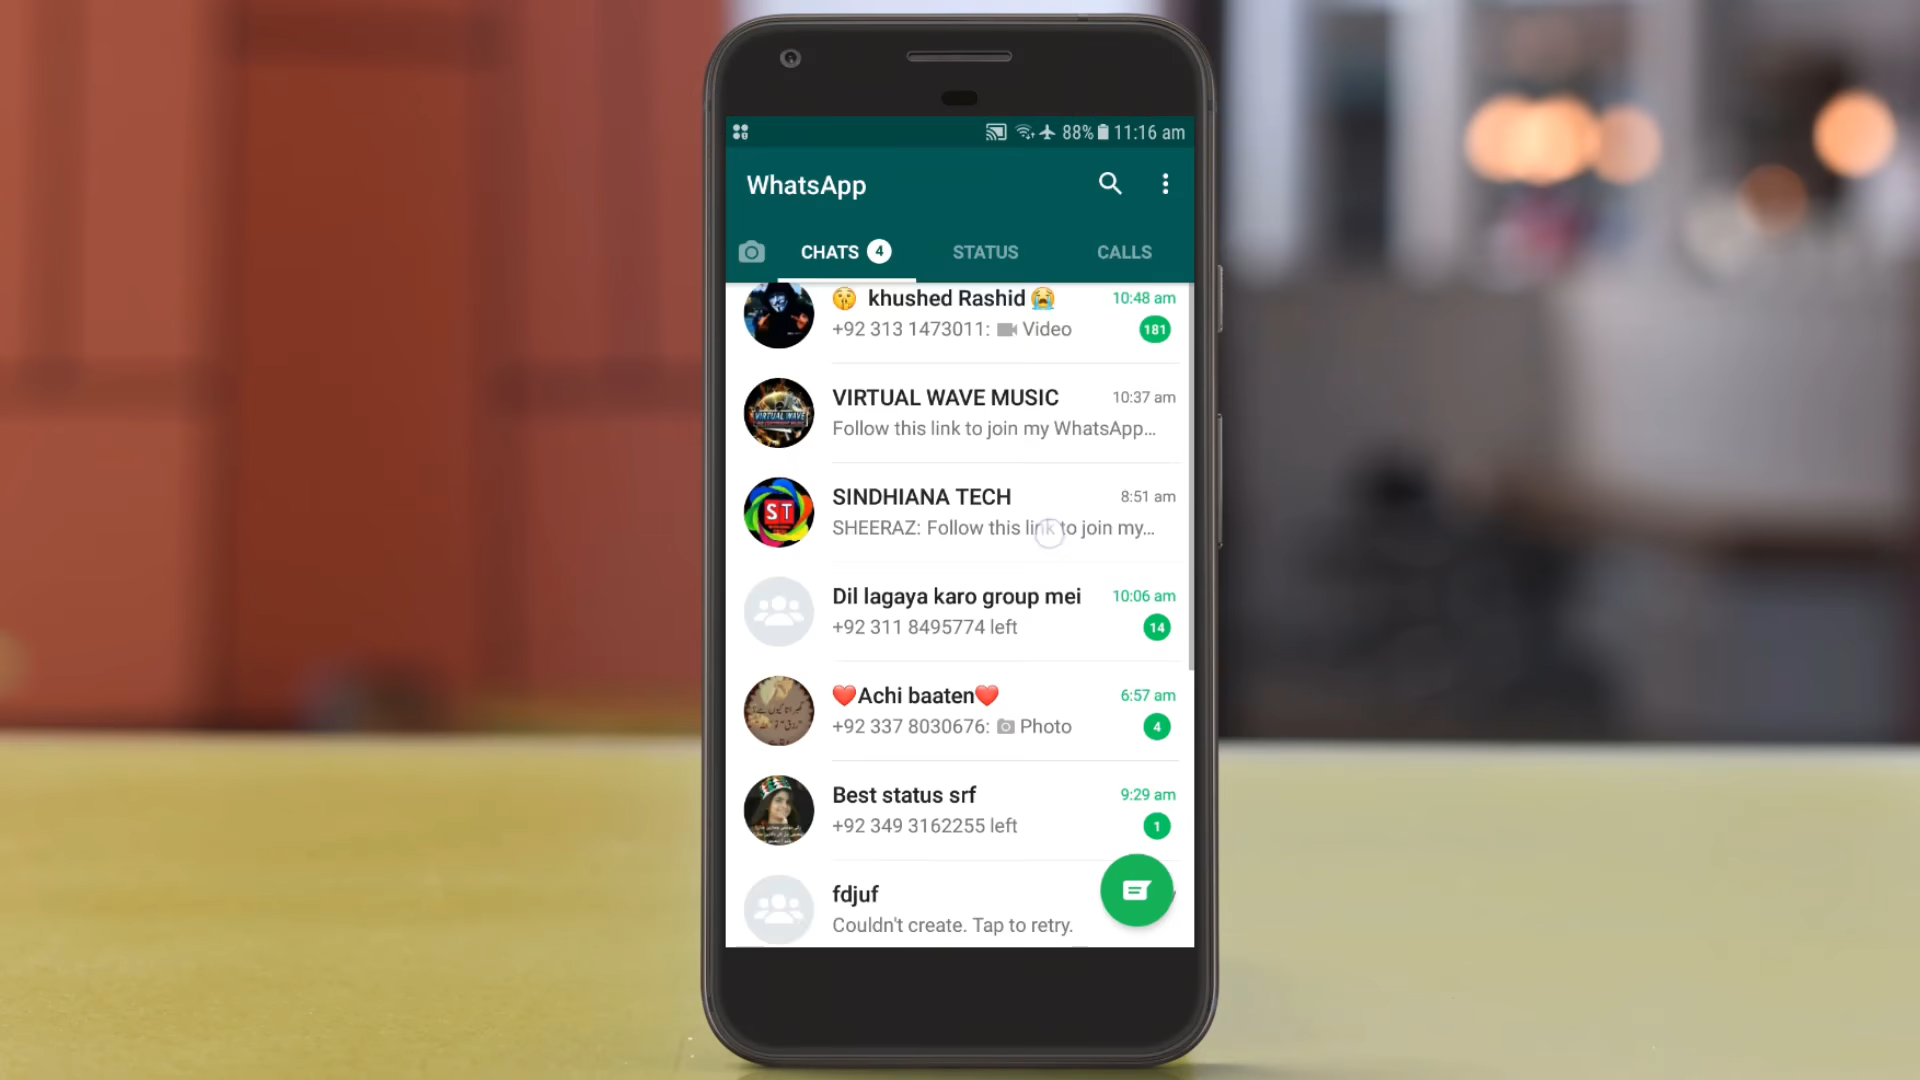 88% 11:16 am
WhatsApp
CHATS 4 STATUS CALLS
🤫 khushed Rashid 😭 10:48 am
+92 313 1473011: Video 181
VIRTUAL WAVE MUSIC 10:37 am
Follow this link to join my WhatsApp...
SINDHIANA TECH 8:51 am
SHEERAZ: Follow this link to join my...
ST
Dil lagaya karo group mei 10:06 am
+92 311 8495774 left 14
❤️Achi baaten❤️ 6:57 am
+92 337 8030676: Photo 4
Best status srf 9:29 am
+92 349 3162255 left 1
fdjuf
Couldn't create. Tap to retry.